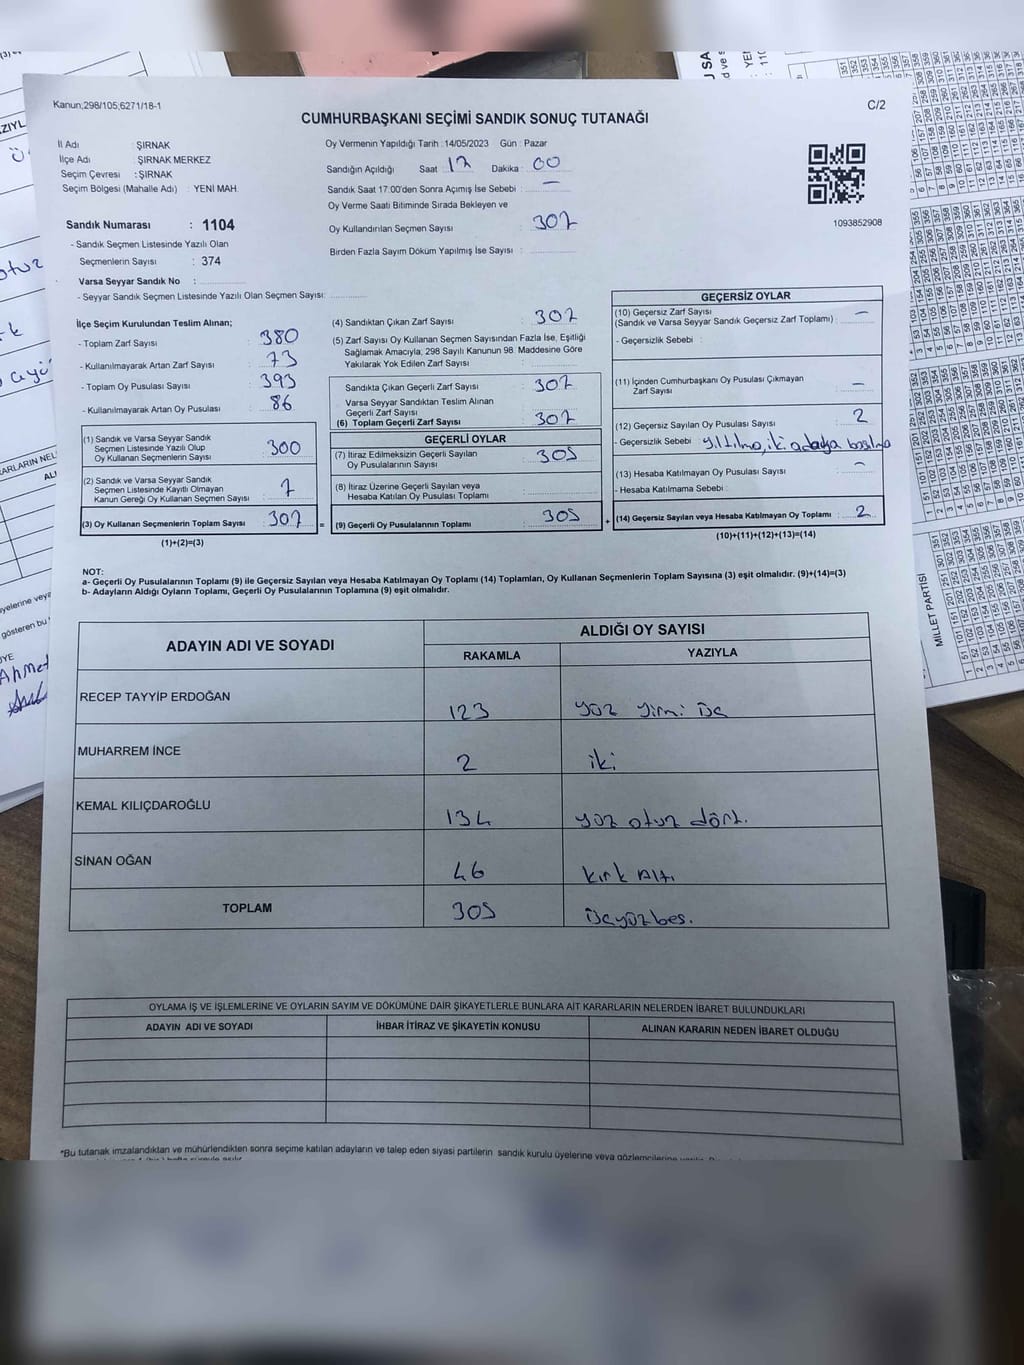 Kanun;298/105;6271/18-1
C/2
CUMHURBAŞKANI SEÇİMİ SANDIK SONUÇ TUTANAĞI
İl Adı : ŞIRNAK
İlçe Adı : ŞIRNAK MERKEZ
Seçim Çevresi : ŞIRNAK
Seçim Bölgesi (Mahalle Adı) : YENİ MAH.
Sandık Numarası : 1104
- Sandık Seçmen Listesinde Yazılı Olan
Seçmenlerin Sayısı : 374
Varsa Seyyar Sandık No :
- Seyyar Sandık Seçmen Listesinde Yazılı Olan Seçmen Sayısı:
Oy Vermenin Yapıldığı Tarih :14/05/2023 Gün : Pazar
Sandığın Açıldığı Saat 17 Dakika : 00
Sandık Saat 17:00'den Sonra Açımış İse Sebebi : —
Oy Verme Saati Bitiminde Sırada Bekleyen ve
Oy Kullandırılan Seçmen Sayısı : 307
Birden Fazla Sayım Döküm Yapılmış İse Sayısı :
1093852908
İlçe Seçim Kurulundan Teslim Alınan;
- Toplam Zarf Sayısı : 380
- Kullanılmayarak Artan Zarf Sayısı : 73
- Toplam Oy Pusulası Sayısı : 393
- Kullanılmayarak Artan Oy Pusulası : 86
(1) Sandık ve Varsa Seyyar Sandık
Seçmen Listesinde Yazılı Olup
Oy Kullanan Seçmenlerin Sayısı : 300
(2) Sandık ve Varsa Seyyar Sandık
Seçmen Listesinde Kayıtlı Olmayan
Kanun Gereği Oy Kullanan Seçmen Sayısı : 7
(3) Oy Kullanan Seçmenlerin Toplam Sayısı : 307
(1)+(2)=(3)
=
(4) Sandıktan Çıkan Zarf Sayısı : 307
(5) Zarf Sayısı Oy Kullanan Seçmen Sayısından Fazla İse, Eşitliği
Sağlamak Amacıyla, 298 Sayılı Kanunun 98. Maddesine Göre
Yakılarak Yok Edilen Zarf Sayısı :
Sandıkta Çıkan Geçerli Zarf Sayısı : 307
Varsa Seyyar Sandıktan Teslim Alınan
Geçerli Zarf Sayısı :
(6) Toplam Geçerli Zarf Sayısı : 307
GEÇERLİ OYLAR
(7) İtiraz Edilmeksizin Geçerli Sayılan
Oy Pusulalarının Sayısı : 305
(8) İtiraz Üzerine Geçerli Sayılan veya
Hesaba Katılan Oy Pusulası Toplamı :
(9) Geçerli Oy Pusulalarının Toplamı : 305
+
GEÇERSİZ OYLAR
(10) Geçersiz Zarf Sayısı
(Sandık ve Varsa Seyyar Sandık Geçersiz Zarf Toplamı) : —
- Geçersizlik Sebebi :
(11) İçinden Cumhurbaşkanı Oy Pusulası Çıkmayan
Zarf Sayısı : —
(12) Geçersiz Sayılan Oy Pusulası Sayısı : 2
- Geçersizlik Sebebi : yırtılma, iki adaya basılma
(13) Hesaba Katılmayan Oy Pusulası Sayısı : —
- Hesaba Katılmama Sebebi :
(14) Geçersiz Sayılan veya Hesaba Katılmayan Oy Toplamı : 2
(10)+(11)+(12)+(13)=(14)
NOT:
a- Geçerli Oy Pusulalarının Toplamı (9) ile Geçersiz Sayılan veya Hesaba Katılmayan Oy Toplamı (14) Toplamları, Oy Kullanan Seçmenlerin Toplam Sayısına (3) eşit olmalıdır. (9)+(14)=(3)
b- Adayların Aldığı Oyların Toplamı, Geçerli Oy Pusulalarının Toplamına (9) eşit olmalıdır.
ADAYIN ADI VE SOYADI
ALDIĞI OY SAYISI
RAKAMLA YAZIYLA
RECEP TAYYİP ERDOĞAN 123 yüz yirmi üç
MUHARREM İNCE 2 iki
KEMAL KILIÇDAROĞLU 134 yüz otuz dört.
SİNAN OĞAN 46 kırk Altı
TOPLAM 305 üçyüzbeş.
OYLAMA İŞ VE İŞLEMLERİNE VE OYLARIN SAYIM VE DÖKÜMÜNE DAİR ŞİKAYETLERLE BUNLARA AİT KARARLARIN NELERDEN İBARET BULUNDUKLARI
ADAYIN ADI VE SOYADI
İHBAR İTİRAZ VE ŞİKAYETİN KONUSU
ALINAN KARARIN NEDEN İBARET OLDUĞU
*Bu tutanak imzalandıktan ve mühürlendikten sonra seçime katılan adayların ve talep eden siyasi partilerin sandık kurulu üyelerine veya gözlemcilerine
MİLLET PARTİSİ
gösteren bu
Ahmet